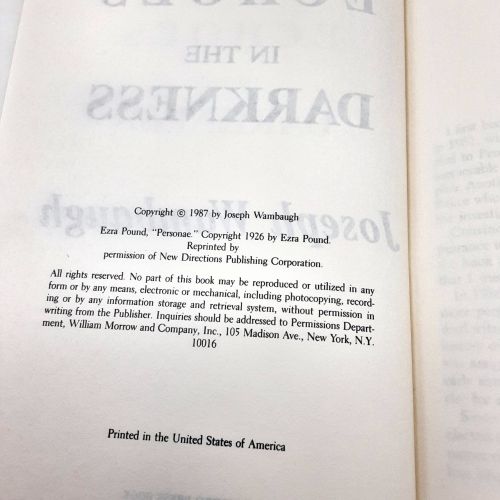 ECHOES
IN THE
DARKNESS
Joseph Wambaugh
Copyright © 1987 by Joseph Wambaugh
Ezra Pound, "Personae." Copyright 1926 by Ezra Pound.
Reprinted by
permission of New Directions Publishing Corporation.
All rights reserved. No part of this book may be reproduced or utilized in any
form or by any means, electronic or mechanical, including photocopying, record-
ing or by any information storage and retrieval system, without permission in
writing from the Publisher. Inquiries should be addressed to Permissions Depart-
ment, William Morrow and Company, Inc., 105 Madison Ave., New York, N.Y.
10016
Printed in the United States of America